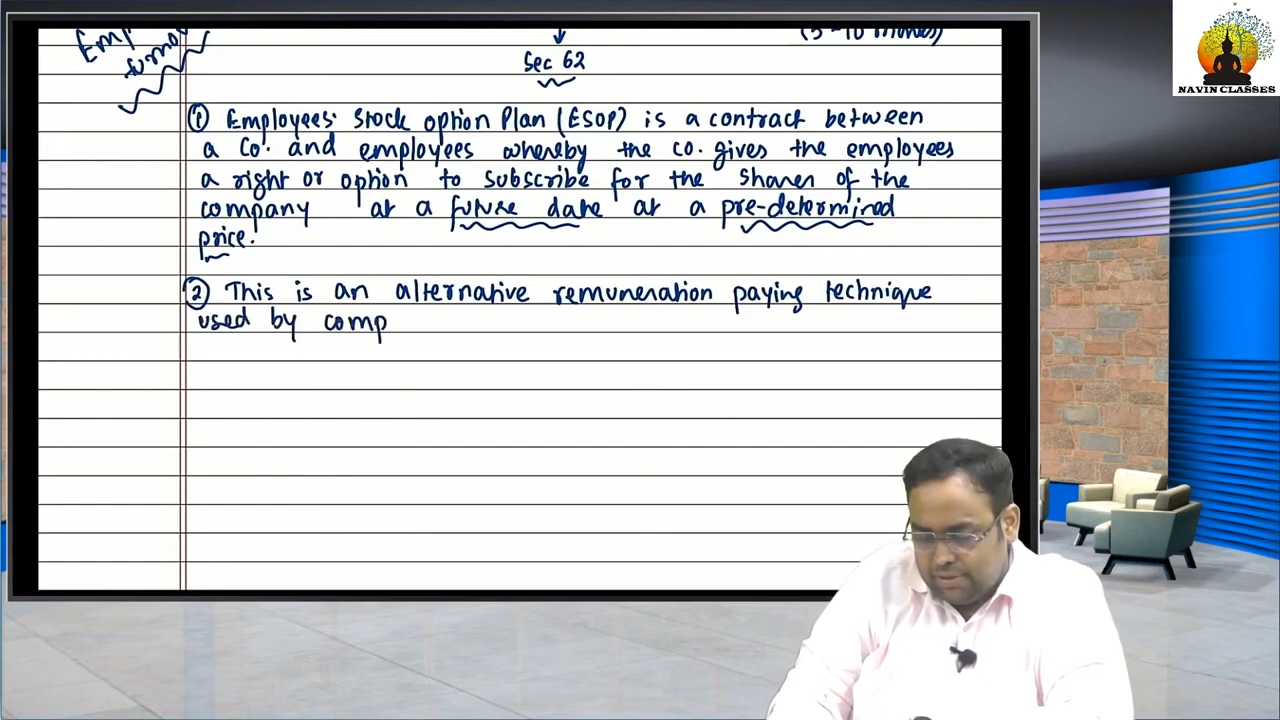 Sec 62
NAVIN CLASSES
① Employees' Stock option Plan (ESOP) is a contract between
a Co. and employees whereby the co. gives the employees
a right or option to subscribe for the shares of the
company at a future date at a pre-determined
price.
② This is an alternative remuneration paying technique
used by comp